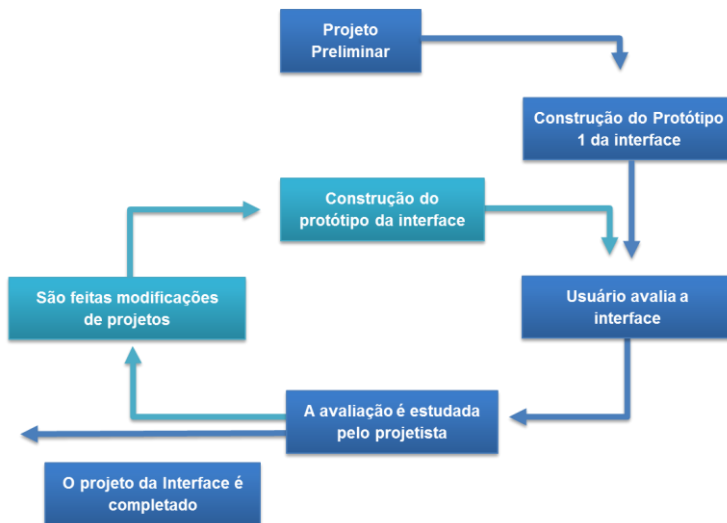 Projeto
Preliminar
Construção do Protótipo
1 da interface
Construção do
protótipo da interface
São feitas modificações
de projetos
Usuário avalia a
interface
A avaliação é estudada
pelo projetista
O projeto da Interface é
completado